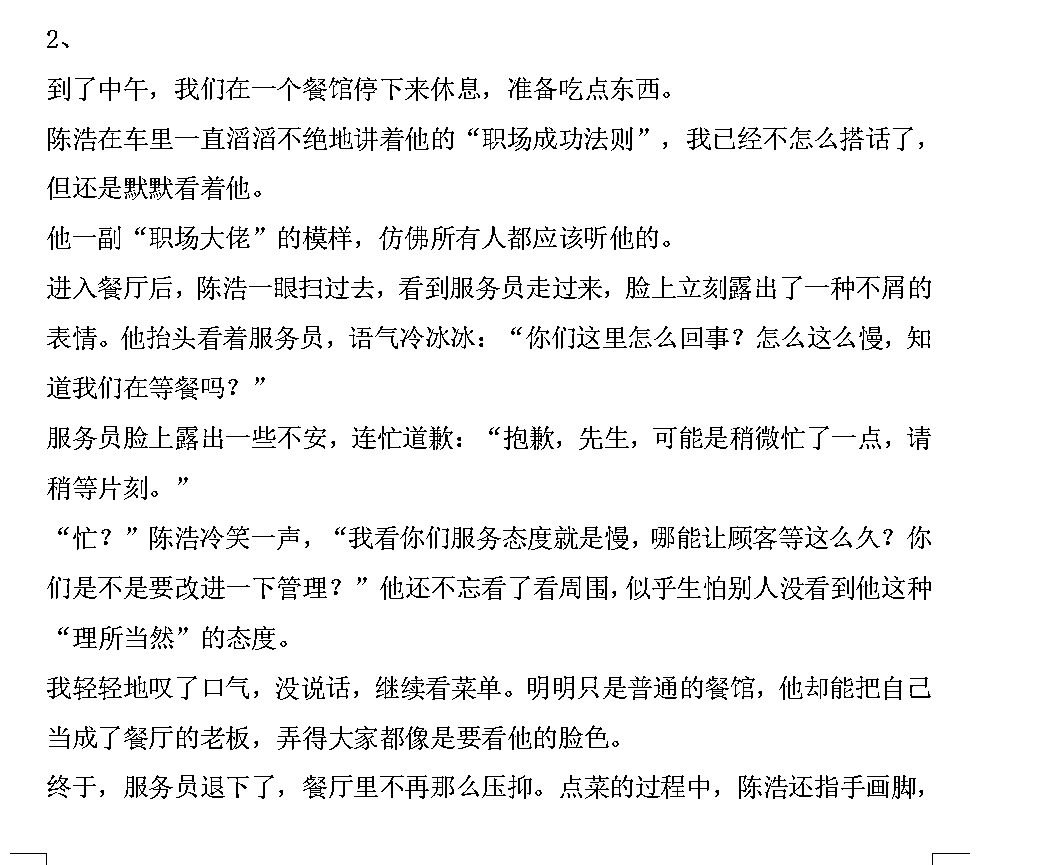 2、
到了中午，我们在一个餐馆停下来休息，准备吃点东西。
陈浩在车里一直滔滔不绝地讲着他的“职场成功法则”，我已经不怎么搭话了，
但还是默默看着他。
他一副“职场大佬”的模样，仿佛所有人都应该听他的。
进入餐厅后，陈浩一眼扫过去，看到服务员走过来，脸上立刻露出了一种不屑的
表情。他抬头看着服务员，语气冷冰冰：“你们这里怎么回事？怎么这么慢，知
道我们在等餐吗？”
服务员脸上露出一些不安，连忙道歉：“抱歉，先生，可能是稍微忙了一点，请
稍等片刻。”
“忙？”陈浩冷笑一声，“我看你们服务态度就是慢，哪能让顾客等这么久？你
们是不是要改进一下管理？”他还不忘看了看周围，似乎生怕别人没看到他这种
“理所当然”的态度。
我轻轻地叹了口气，没说话，继续看菜单。明明只是普通的餐馆，他却能把自己
当成了餐厅的老板，弄得大家都像是要看他的脸色。
终于，服务员退下了，餐厅里不再那么压抑。点菜的过程中，陈浩还指手画脚，